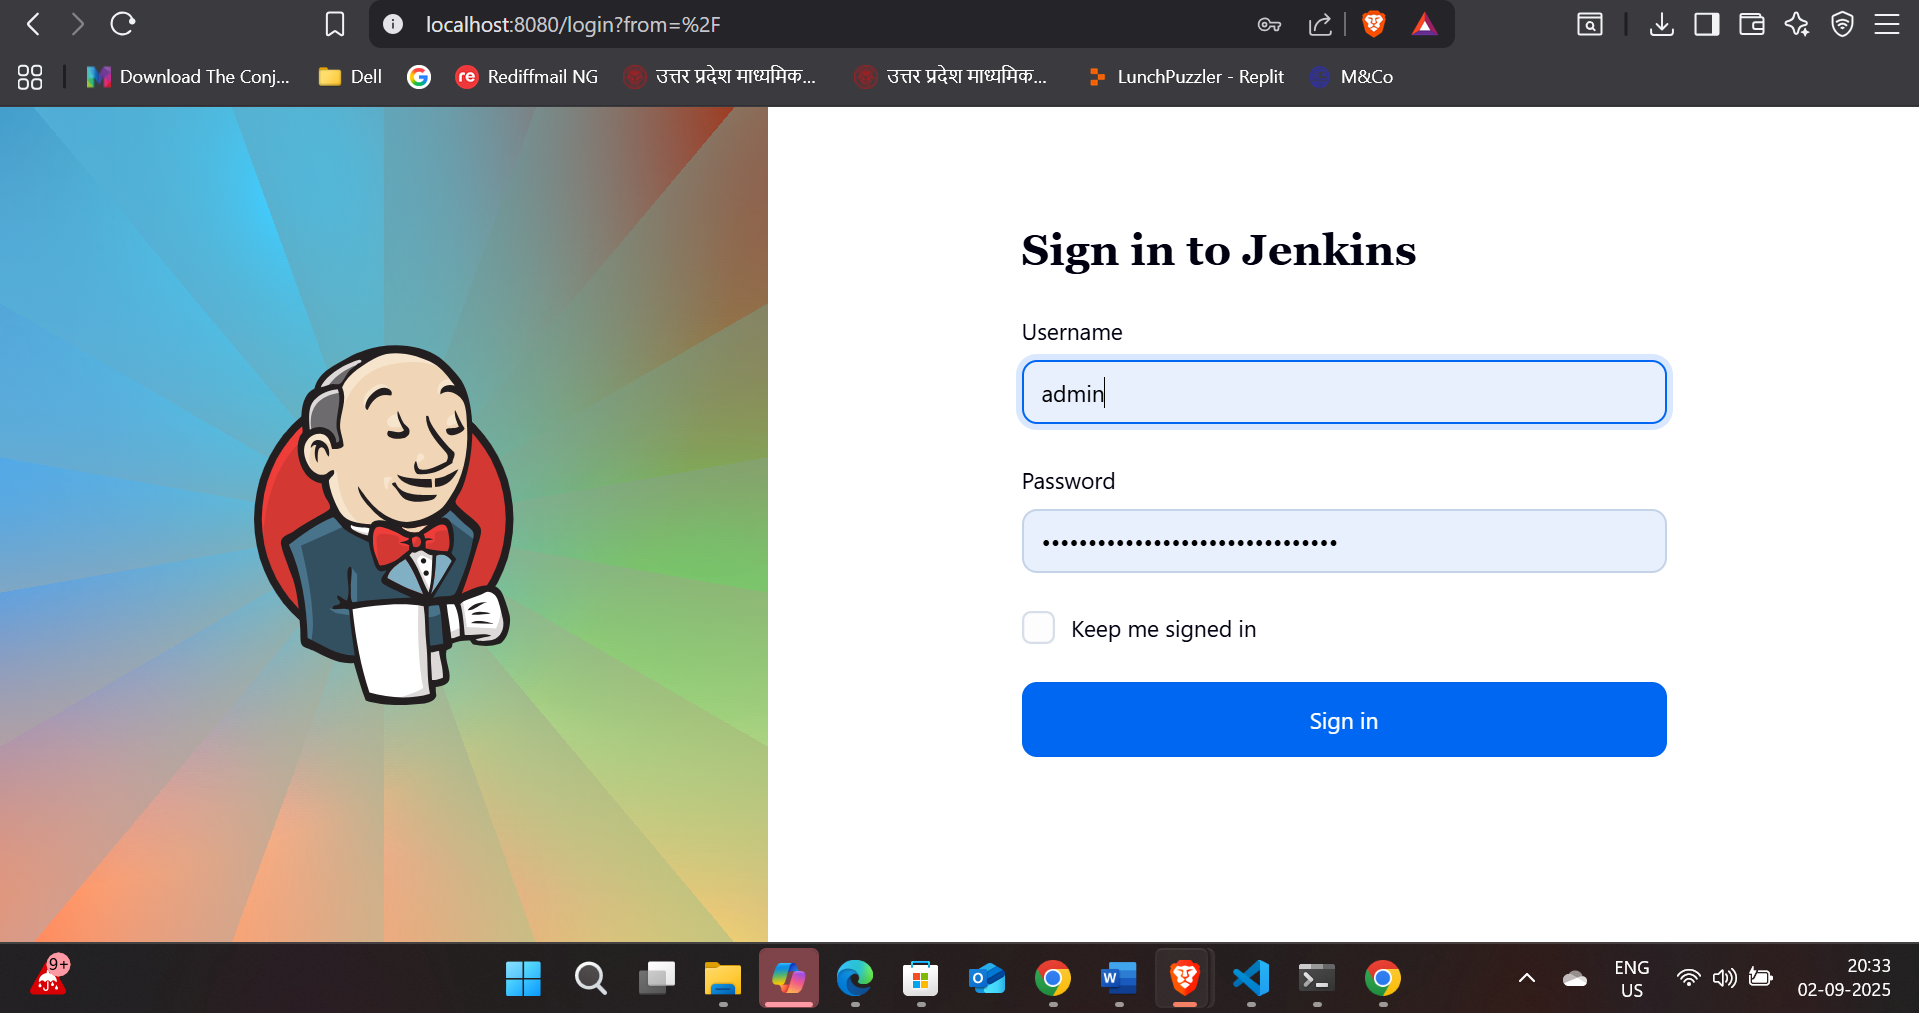 localhost:8080/login?from=%2F
Download The Conj...
Dell
G
re
Rediffmail NG
उत्तर प्रदेश माध्यमिक...
उत्तर प्रदेश माध्यमिक...
LunchPuzzler - Replit
M&Co
Sign in to Jenkins
Username
admin
Password
••••••••••••••••••••••••••••••••
Keep me signed in
Sign in
9+
ENG
US
20:33
02-09-2025